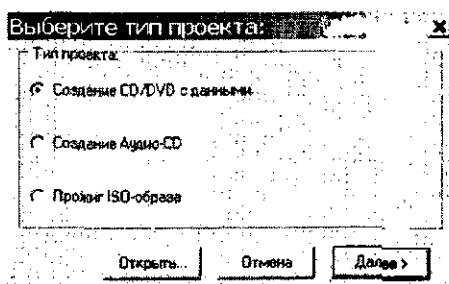 Выберите тип проекта:
Тип проекта:
Создание CD/DVD с данными
Создание Аудио-CD
Прожиг ISO-образа
Открыть... Отмена Далее >